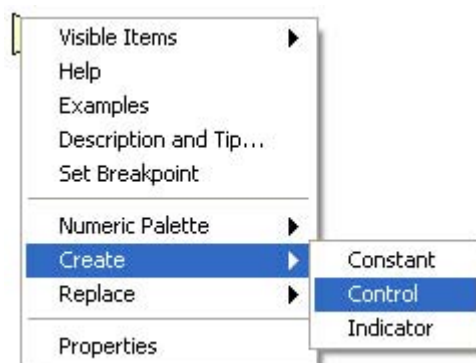 Visible Items
Help
Examples
Description and Tip...
Set Breakpoint
Numeric Palette
Create
Replace
Properties
Constant
Control
Indicator